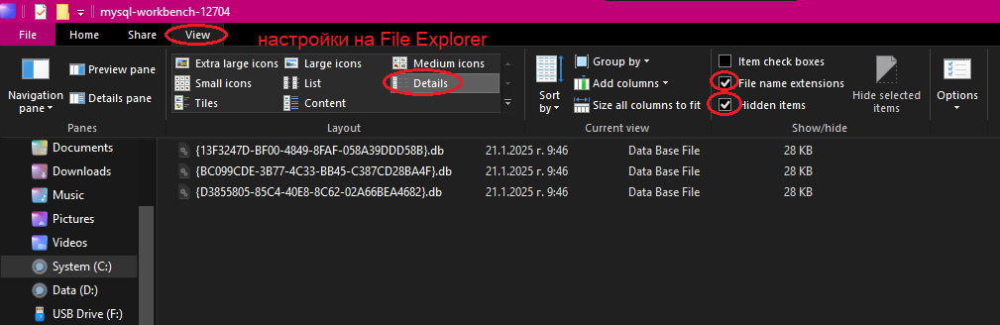 mysql-workbench-12704
File Home Share View
настройки на File Explorer
Navigation pane
Preview pane
Details pane
Panes
Extra large icons Large icons Medium icons
Small icons List Details
Tiles Content
Layout
Sort by
Group by
Add columns
Size all columns to fit
Current view
Item check boxes
File name extensions
Hidden items
Hide selected items
Show/hide
Options
Documents
Downloads
Music
Pictures
Videos
System (C:)
Data (D:)
USB Drive (F:)
{13F3247D-BF00-4849-8FAF-058A39DDD58B}.db 21.1.2025 г. 9:46 Data Base File 28 KB
{BC099CDE-3B77-4C33-BB45-C387CD28BA4F}.db 21.1.2025 г. 9:46 Data Base File 28 KB
{D3855805-85C4-40E8-8C62-02A66BEA4682}.db 21.1.2025 г. 9:46 Data Base File 28 KB